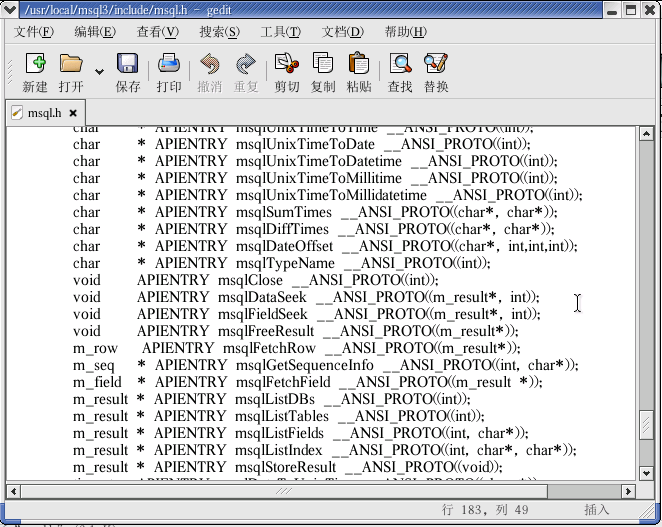 /usr/local/msql3/include/msql.h – gedit
文件(F) 编辑(E) 查看(V) 搜索(S) 工具(T) 文档(D) 帮助(H)
新建 打开 保存 打印 撤消 重复 剪切 复制 粘贴 查找 替换
msql.h
char * APIENTRY msqlUnixTimeToTime __ANSI_PROTO((int));
char * APIENTRY msqlUnixTimeToDate __ANSI_PROTO((int));
char * APIENTRY msqlUnixTimeToDatetime __ANSI_PROTO((int));
char * APIENTRY msqlUnixTimeToMillitime __ANSI_PROTO((int));
char * APIENTRY msqlUnixTimeToMillidatetime __ANSI_PROTO((int));
char * APIENTRY msqlSumTimes __ANSI_PROTO((char*, char*));
char * APIENTRY msqlDiffTimes __ANSI_PROTO((char*, char*));
char * APIENTRY msqlDateOffset __ANSI_PROTO((char*, int,int,int));
char * APIENTRY msqlTypeName __ANSI_PROTO((int));
void APIENTRY msqlClose __ANSI_PROTO((int));
void APIENTRY msqlDataSeek __ANSI_PROTO((m_result*, int));
void APIENTRY msqlFieldSeek __ANSI_PROTO((m_result*, int));
void APIENTRY msqlFreeResult __ANSI_PROTO((m_result*));
m_row APIENTRY msqlFetchRow __ANSI_PROTO((m_result*));
m_seq * APIENTRY msqlGetSequenceInfo __ANSI_PROTO((int, char*));
m_field * APIENTRY msqlFetchField __ANSI_PROTO((m_result *));
m_result * APIENTRY msqlListDBs __ANSI_PROTO((int));
m_result * APIENTRY msqlListTables __ANSI_PROTO((int));
m_result * APIENTRY msqlListFields __ANSI_PROTO((int, char*));
m_result * APIENTRY msqlListIndex __ANSI_PROTO((int, char*, char*));
m_result * APIENTRY msqlStoreResult __ANSI_PROTO((void));
行 183, 列 49 插入